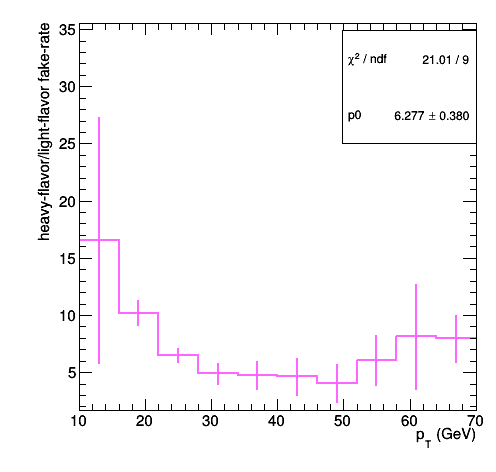 heavy-flavor/light-flavor fake-rate
35
30
25
20
15
10
5
χ² / ndf 21.01 / 9
p0 6.277 ± 0.380
10 20 30 40 50 60 70
p_T (GeV)